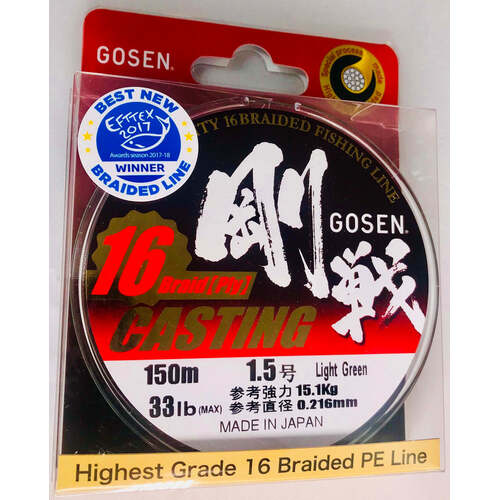 GOSEN
Special process
BEST NEW
EFTTEX
2017
Awards season 2017-18
WINNER
BRAIDED LINE
16BRAIDED FISHING LINE
剛戦
GOSEN
16
Braid[Ply]
CASTING
150m
1.5号
Light Green
33lb(MAX)
参考強力 15.1Kg
参考直径 0.216mm
MADE IN JAPAN
Highest Grade 16 Braided PE Line